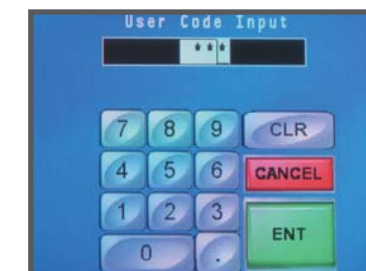 User Code Input
***
7 8 9 CLR
4 5 6 CANCEL
1 2 3
ENT
0 .